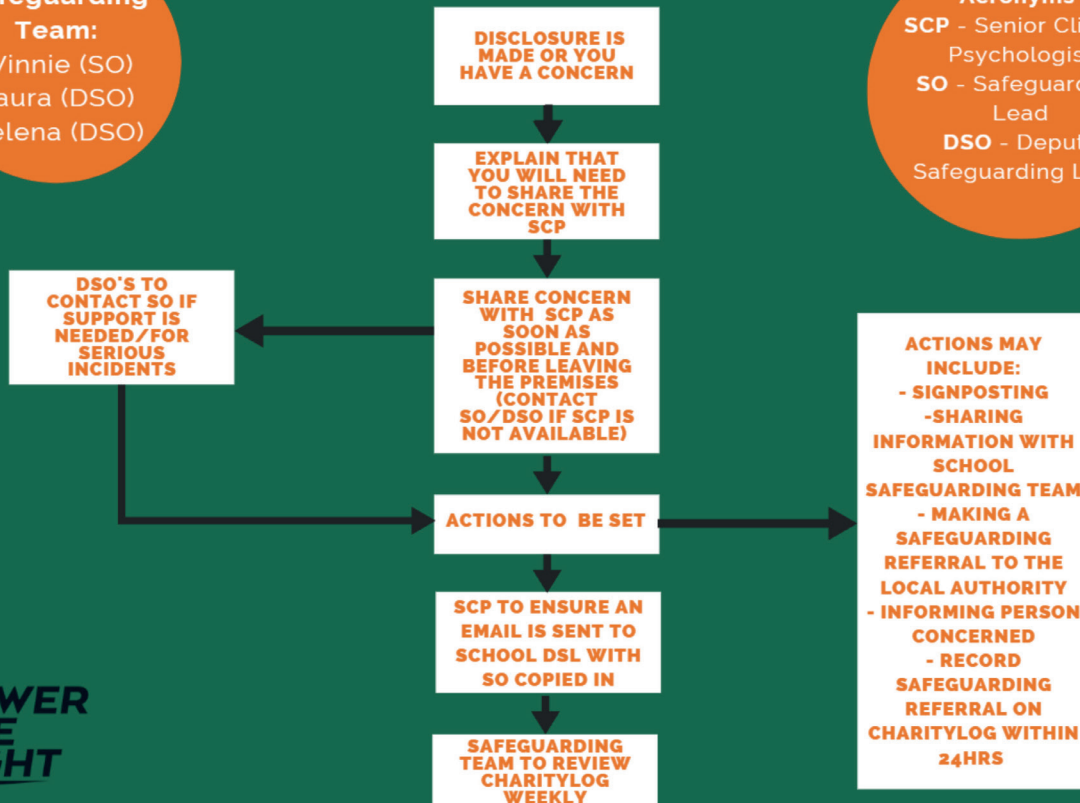 Team:
(SO)
(DSO)
(DSO)
Acronyms
SCP - Senior
SO -
Lead
DSO -
Safeguarding
DISCLOSURE IS
MADE OR YOU
HAVE A CONCERN
EXPLAIN THAT
YOU WILL NEED
TO SHARE THE
CONCERN WITH
SCP
DSO'S TO
CONTACT SO IF
SUPPORT IS
NEEDED/FOR
SERIOUS
INCIDENTS
SHARE CONCERN
WITH SCP AS
SOON AS
POSSIBLE AND
BEFORE LEAVING
THE PREMISES
(CONTACT
SO/DSO IF SCP IS
NOT AVAILABLE)
ACTIONS TO BE SET
SCP TO ENSURE AN
EMAIL IS SENT TO
SCHOOL DSL WITH
SO COPIED IN
SAFEGUARDING
TEAM TO REVIEW
CHARITYLOG
WEEKLY
ACTIONS MAY
INCLUDE:
- SIGNPOSTING
-SHARING
INFORMATION WITH
SCHOOL
SAFEGUARDING TEAM
- MAKING A
SAFEGUARDING
REFERRAL TO THE
LOCAL AUTHORITY
- INFORMING PERSON
CONCERNED
- RECORD
SAFEGUARDING
REFERRAL ON
CHARITYLOG WITHIN
24HRS